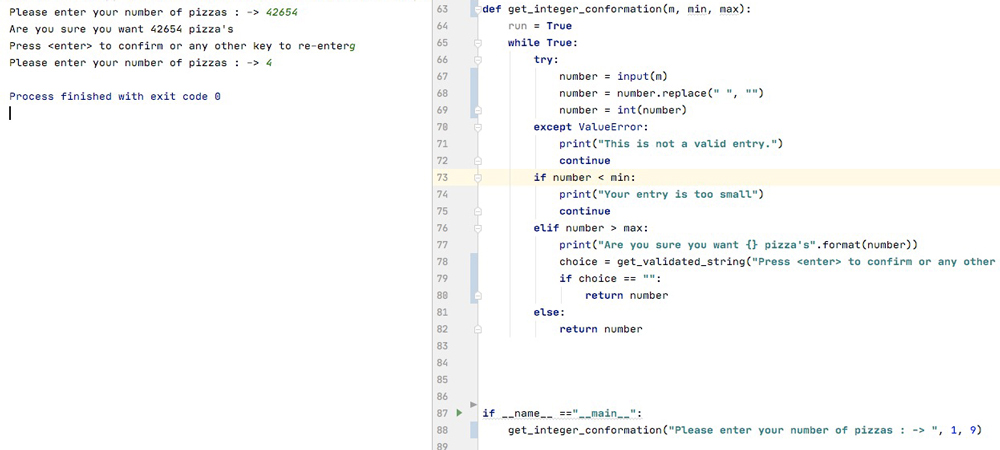 Please enter your number of pizzas : -> 42654
Are you sure you want 42654 pizza's
Press <enter> to confirm or any other key to re-enterg
Please enter your number of pizzas : -> 4
Process finished with exit code 0
63 def get_integer_conformation(m, min, max):
64 run = True
65 while True:
66 try:
67 number = input(m)
68 number = number.replace(" ", "")
69 number = int(number)
70 except ValueError:
71 print("This is not a valid entry.")
72 continue
73 if number < min:
74 print("Your entry is too small")
75 continue
76 elif number > max:
77 print("Are you sure you want {} pizza's".format(number))
78 choice = get_validated_string("Press <enter> to confirm or any other
79 if choice == "":
80 return number
81 else:
82 return number
83
84
85
86
87 if __name__ =="__main__":
88 get_integer_conformation("Please enter your number of pizzas : -> ", 1, 9)
89